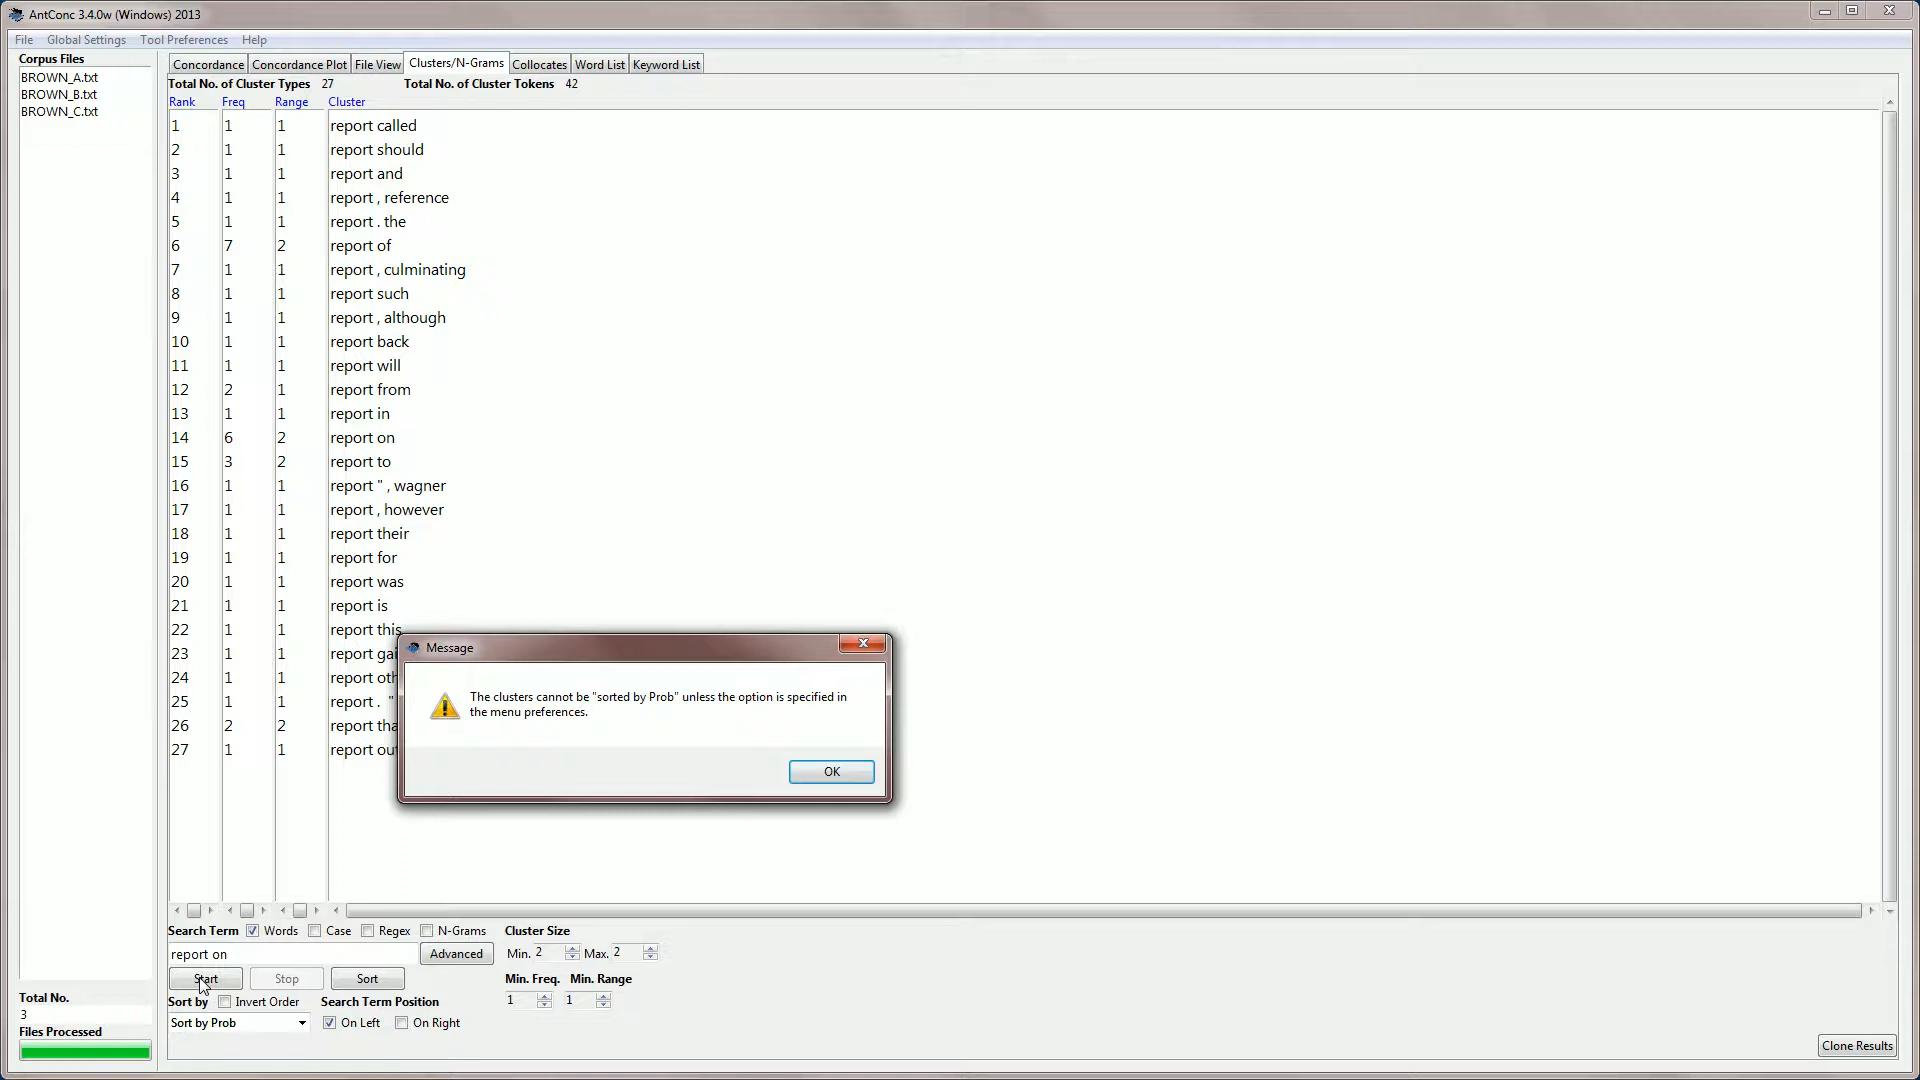 AntConc 3.4.0w (Windows) 2013
File Global Settings Tool Preferences Help
Corpus Files
BROWN_A.txt
BROWN_B.txt
BROWN_C.txt
Concordance Concordance Plot File View Clusters/N-Grams Collocates Word List Keyword List
Total No. of Cluster Types 27 Total No. of Cluster Tokens 42
Rank Freq Range Cluster
1 1 1 report called
2 1 1 report should
3 1 1 report and
4 1 1 report , reference
5 1 1 report . the
6 7 2 report of
7 1 1 report , culminating
8 1 1 report such
9 1 1 report , although
10 1 1 report back
11 1 1 report will
12 2 1 report from
13 1 1 report in
14 6 2 report on
15 3 2 report to
16 1 1 report " , wagner
17 1 1 report , however
18 1 1 report their
19 1 1 report for
20 1 1 report was
21 1 1 report is
22 1 1 report this
23 1 1 report
24 1 1 report
25 1 1 report . "
26 2 2 report
27 1 1 report
Message
The clusters cannot be "sorted by Prob" unless the option is specified in
the menu preferences.
OK
Search Term Words Case Regex N-Grams Cluster Size
report on Advanced Min. 2 Max. 2
Start Stop Sort Min. Freq. Min. Range
Sort by Invert Order Search Term Position 1 1
Sort by Prob On Left On Right
Total No.
3
Files Processed
Clone Results